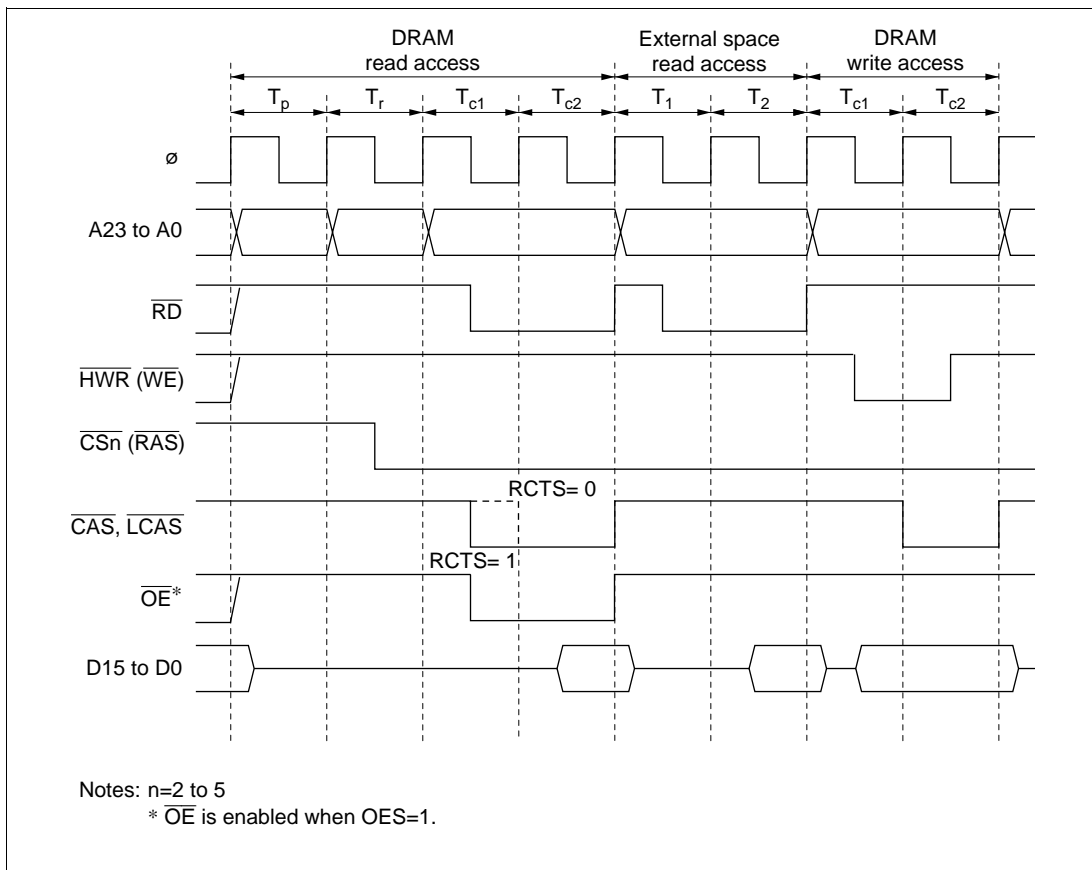 DRAM
read access
External space
read access
DRAM
write access
Tp Tr Tc1 Tc2 T1 T2 Tc1 Tc2
ø
A23 to A0
RD
HWR (WE)
CSn (RAS)
RCTS= 0
CAS, LCAS
RCTS= 1
OE*
D15 to D0
Notes: n=2 to 5
* OE is enabled when OES=1.